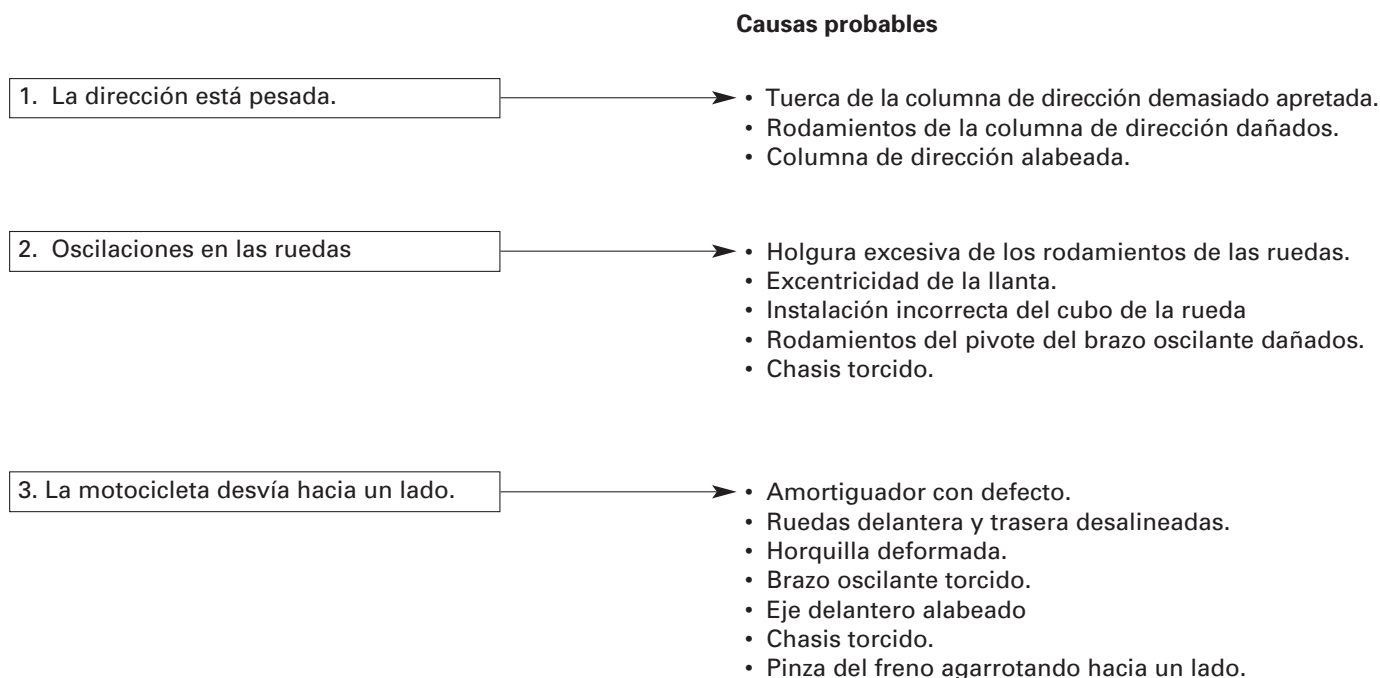 Causas probables
1. La dirección está pesada.
• Tuerca de la columna de dirección demasiado apretada.
• Rodamientos de la columna de dirección dañados.
• Columna de dirección alabeada.
2. Oscilaciones en las ruedas
• Holgura excesiva de los rodamientos de las ruedas.
• Excentricidad de la llanta.
• Instalación incorrecta del cubo de la rueda
• Rodamientos del pivote del brazo oscilante dañados.
• Chasis torcido.
3. La motocicleta desvía hacia un lado.
• Amortiguador con defecto.
• Ruedas delantera y trasera desalineadas.
• Horquilla deformada.
• Brazo oscilante torcido.
• Eje delantero alabeado
• Chasis torcido.
• Pinza del freno agarrotando hacia un lado.